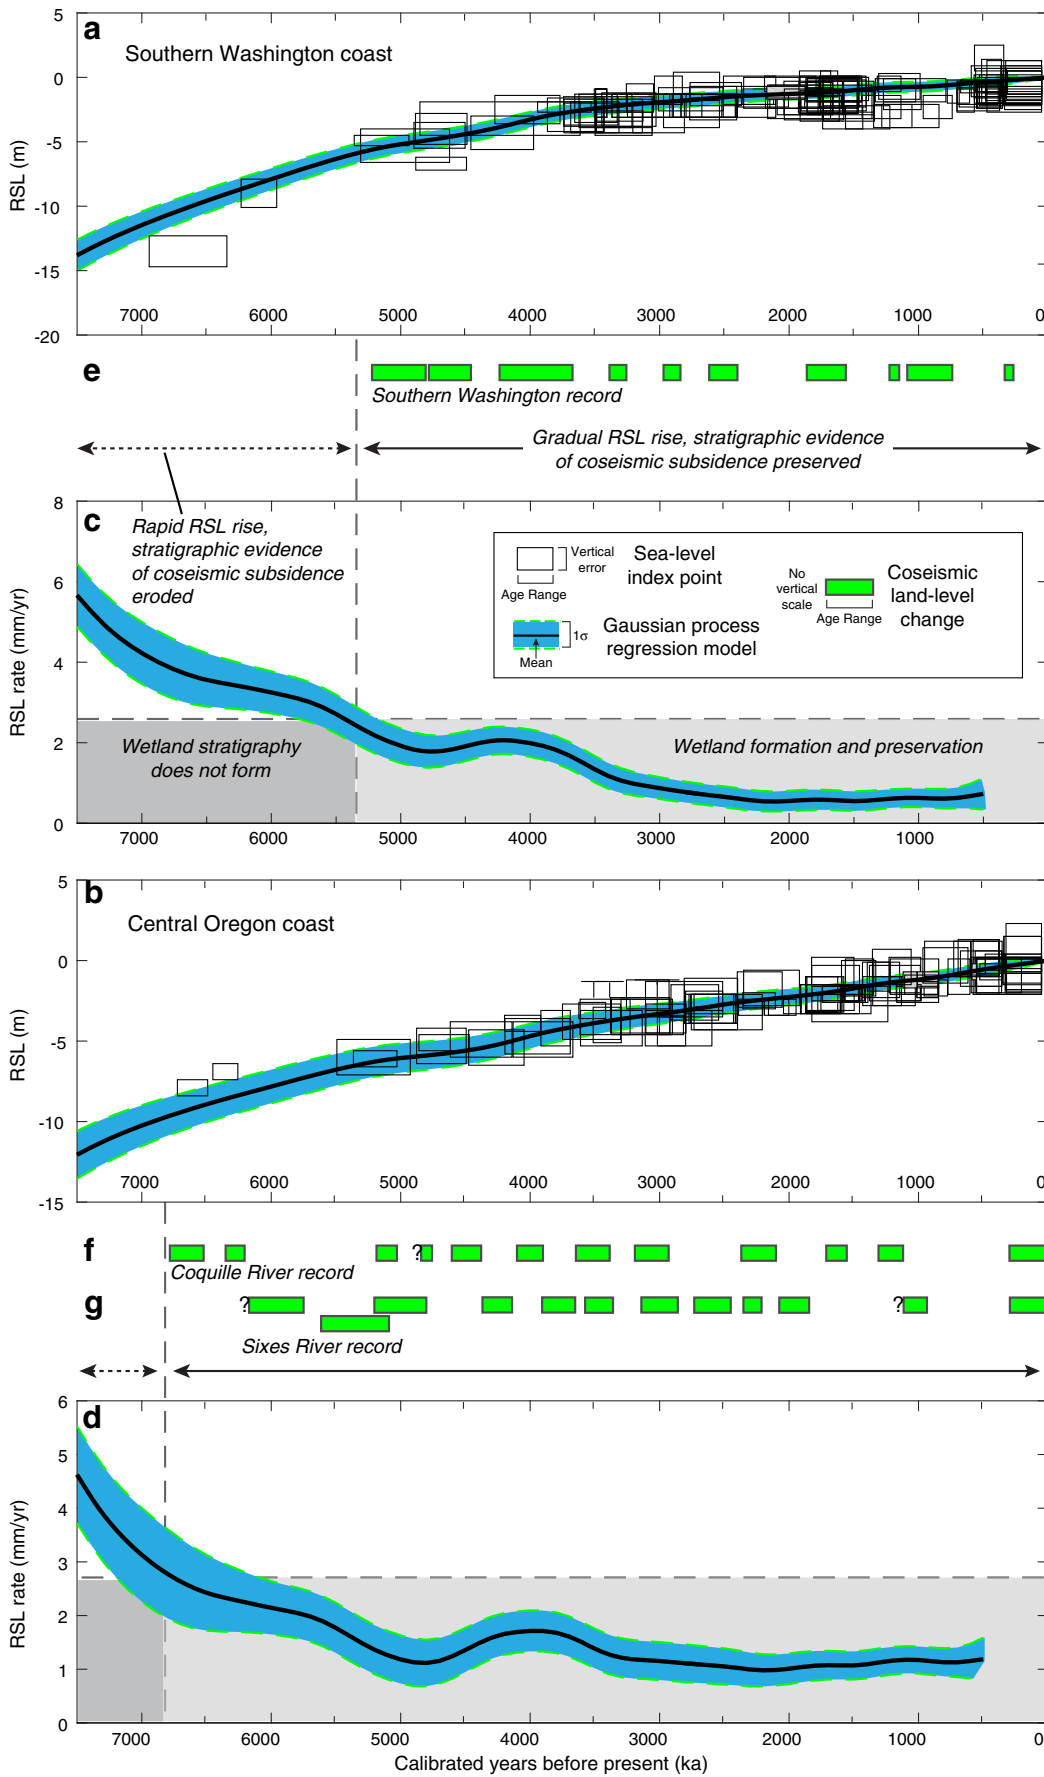 a
Southern Washington coast
5
0
-5
-10
-15
-20
RSL (m)
7000 6000 5000 4000 3000 2000 1000 0
e
Southern Washington record
Gradual RSL rise, stratigraphic evidence
of coseismic subsidence preserved
c
Rapid RSL rise,
stratigraphic evidence
of coseismic subsidence
eroded
8
6
4
2
0
RSL rate (mm/yr)
Vertical
error
Age Range
Sea-level
index point
No
vertical
scale
Age Range
Coseismic
land-level
change
1σ
Mean
Gaussian process
regression model
Wetland stratigraphy
does not form
Wetland formation and preservation
7000 6000 5000 4000 3000 2000 1000
b
Central Oregon coast
5
0
-5
-10
-15
RSL (m)
7000 6000 5000 4000 3000 2000 1000 0
f
?
Coquille River record
g
? ?
Sixes River record
d
6
5
4
3
2
1
0
RSL rate (mm/yr)
7000 6000 5000 4000 3000 2000 1000 0
Calibrated years before present (ka)